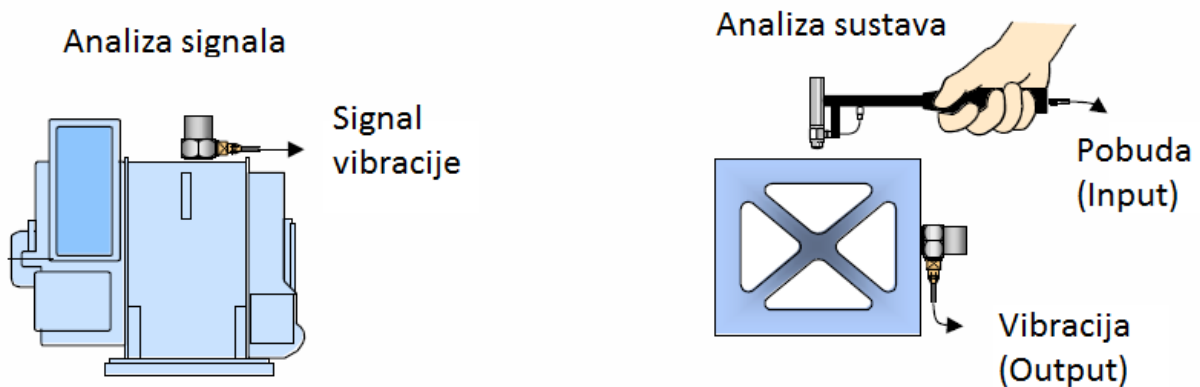 Analiza signala
Signal
vibracije
Analiza sustava
Pobuda
(Input)
Vibracija
(Output)